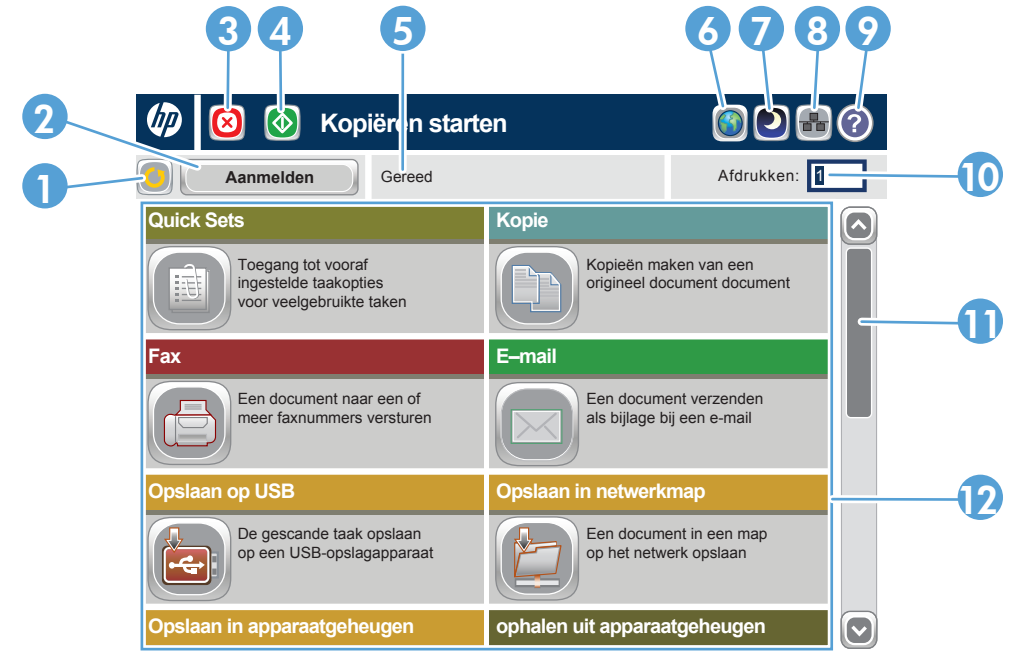 3 4 5 6 7 8 9
2
hp Kopiëren starten ?
1
Aanmelden Gereed Afdrukken: 1
10
Quick Sets
Toegang tot vooraf
ingestelde taakopties
voor veelgebruikte taken
Kopie
Kopieën maken van een
origineel document document
11
Fax
Een document naar een of
meer faxnummers versturen
E–mail
Een document verzenden
als bijlage bij een e-mail
Opslaan op USB
De gescande taak opslaan
op een USB-opslagapparaat
Opslaan in netwerkmap
Een document in een map
op het netwerk opslaan
12
Opslaan in apparaatgeheugen
ophalen uit apparaatgeheugen